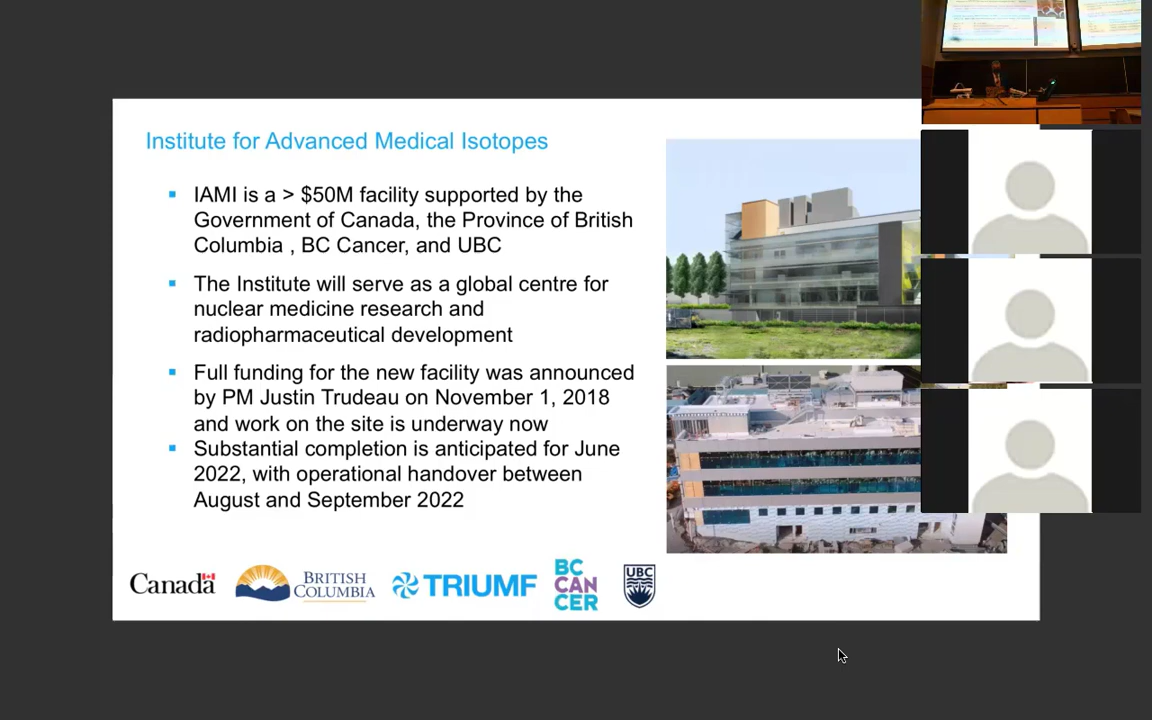 Institute for Advanced Medical Isotopes
IAMI is a > $50M facility supported by the
Government of Canada, the Province of British
Columbia , BC Cancer, and UBC
The Institute will serve as a global centre for
nuclear medicine research and
radiopharmaceutical development
Full funding for the new facility was announced
by PM Justin Trudeau on November 1, 2018
and work on the site is underway now
Substantial completion is anticipated for June
2022, with operational handover between
August and September 2022
Canada
BRITISH
COLUMBIA
TRIUMF
BC
CAN
CER
UBC